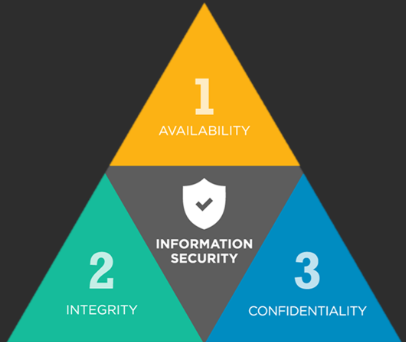 1
AVAILABILITY
INFORMATION
SECURITY
2
INTEGRITY
3
CONFIDENTIALITY